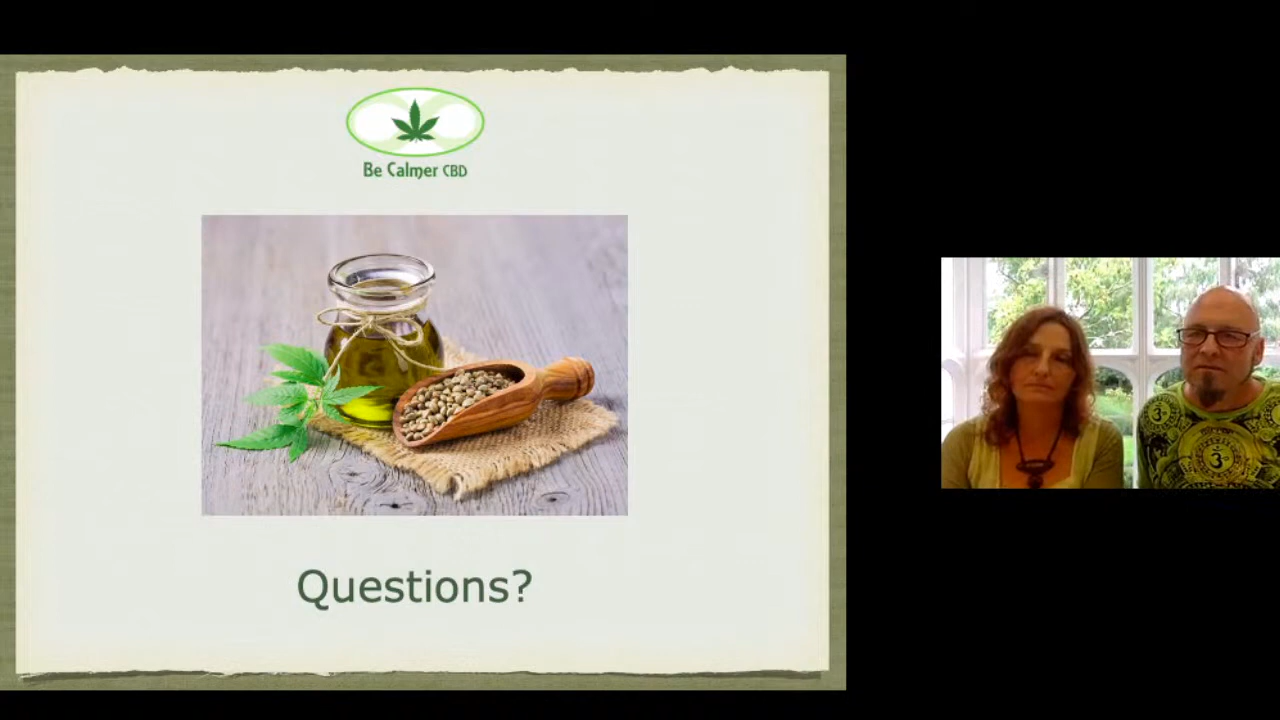 Be Calmer CBD
Questions?
ॐ
ॐ